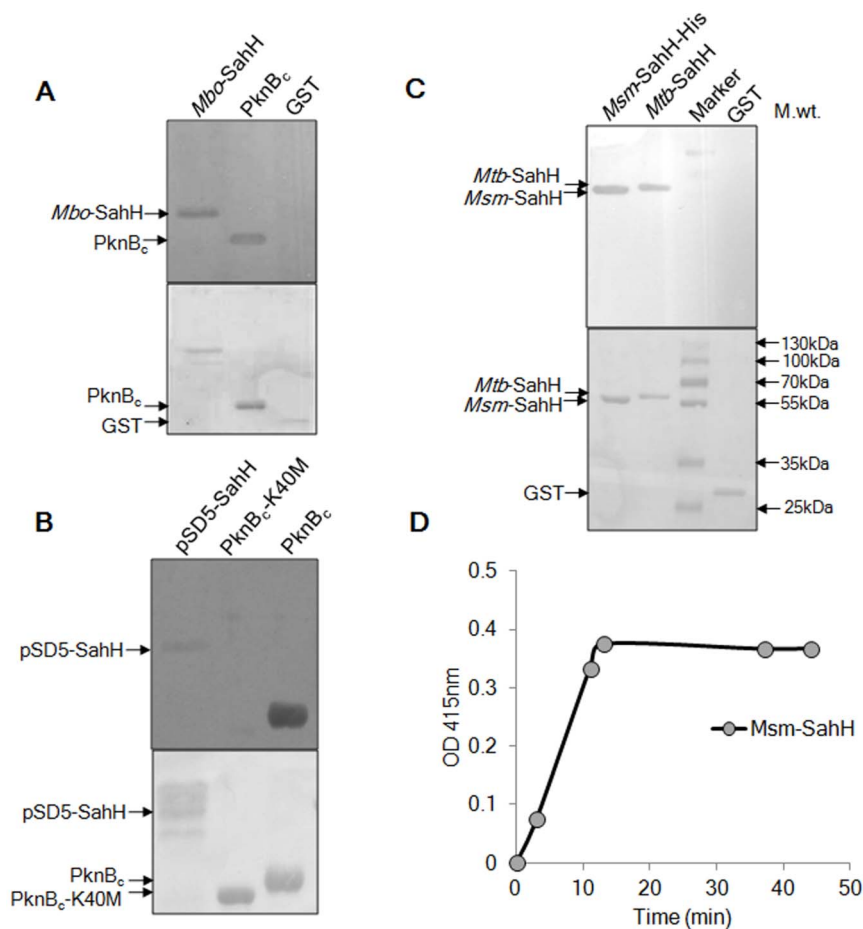 A
Mbo-SahH
PknBc
GST
Mbo-SahH
PknBc
PknBc
GST
B
pSD5-SahH
PknBc-K40M
PknBc
pSD5-SahH
pSD5-SahH
PknBc
PknBc-K40M
C
Msm-SahH-His
Mtb-SahH
Marker
GST
M.wt.
Mtb-SahH
Msm-SahH
Mtb-SahH
Msm-SahH
GST
130kDa
100kDa
70kDa
55kDa
35kDa
25kDa
D
OD 415nm
0.5
0.4
0.3
0.2
0.1
0
Msm-SahH
0 10 20 30 40 50
Time (min)